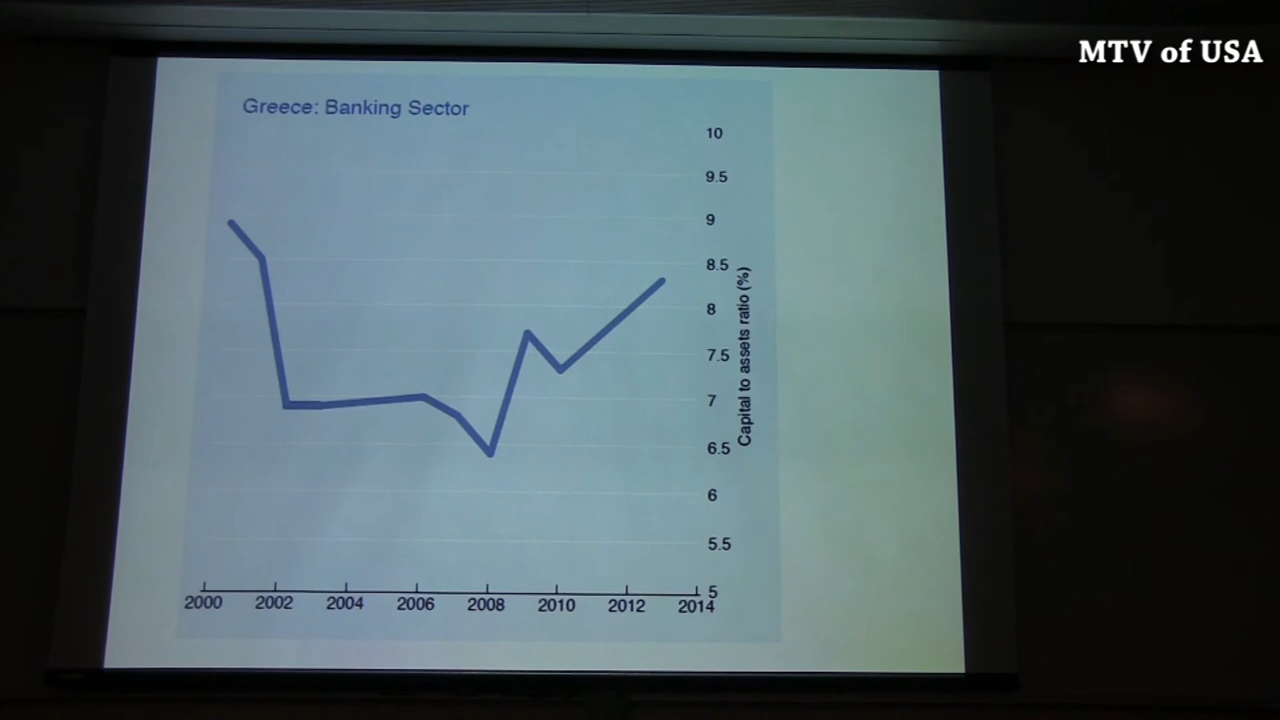 MTV of USA
Greece: Banking Sector
10
9.5
9
8.5
8
7.5
7
6.5
6
5.5
5
Capital to assets ratio (%)
2000 2002 2004 2006 2008 2010 2012 2014